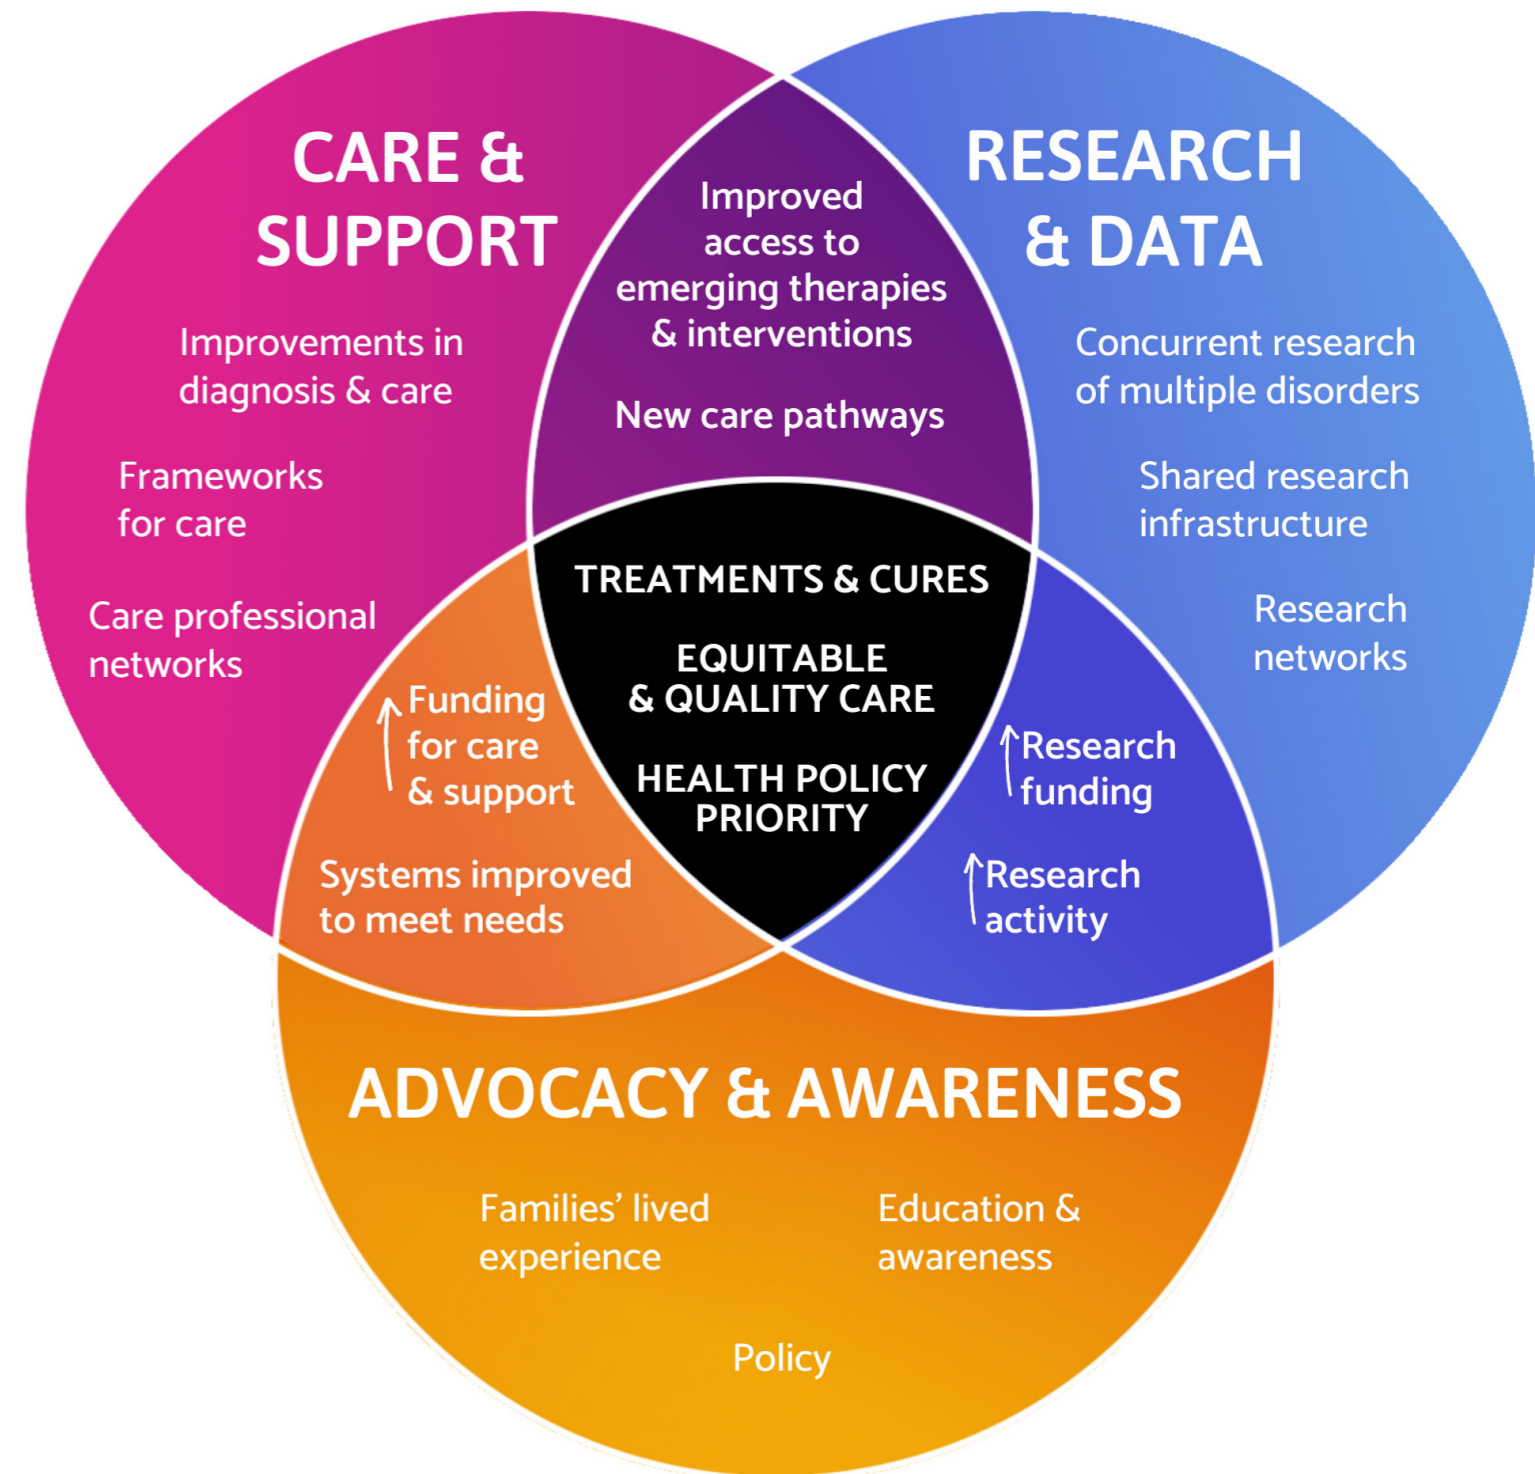 CARE &
SUPPORT
Improvements in
diagnosis & care
Frameworks
for care
Care professional
networks
Improved
access to
emerging therapies
& interventions
New care pathways
RESEARCH
& DATA
Concurrent research
of multiple disorders
Shared research
infrastructure
Research
networks
TREATMENTS & CURES
EQUITABLE
& QUALITY CARE
HEALTH POLICY
PRIORITY
Funding
for care
& support
Systems improved
to meet needs
Research
funding
Research
activity
ADVOCACY & AWARENESS
Families’ lived
experience
Education &
awareness
Policy